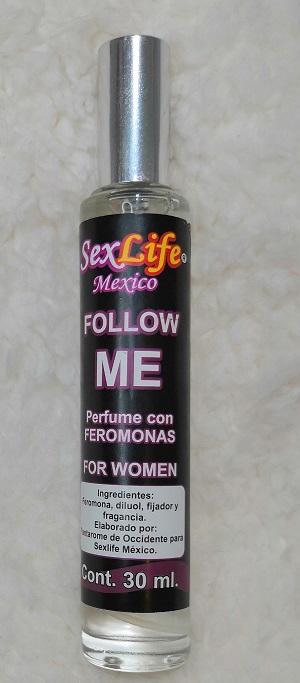 SexLife®
Mexico
FOLLOW
ME
Perfume con
FEROMONAS
FOR WOMEN
Ingredientes:
Feromona, diluol, fijador y
fragancia.
Elaborado por:
de Occidente para
Sexlife México.
Cont. 30 ml.